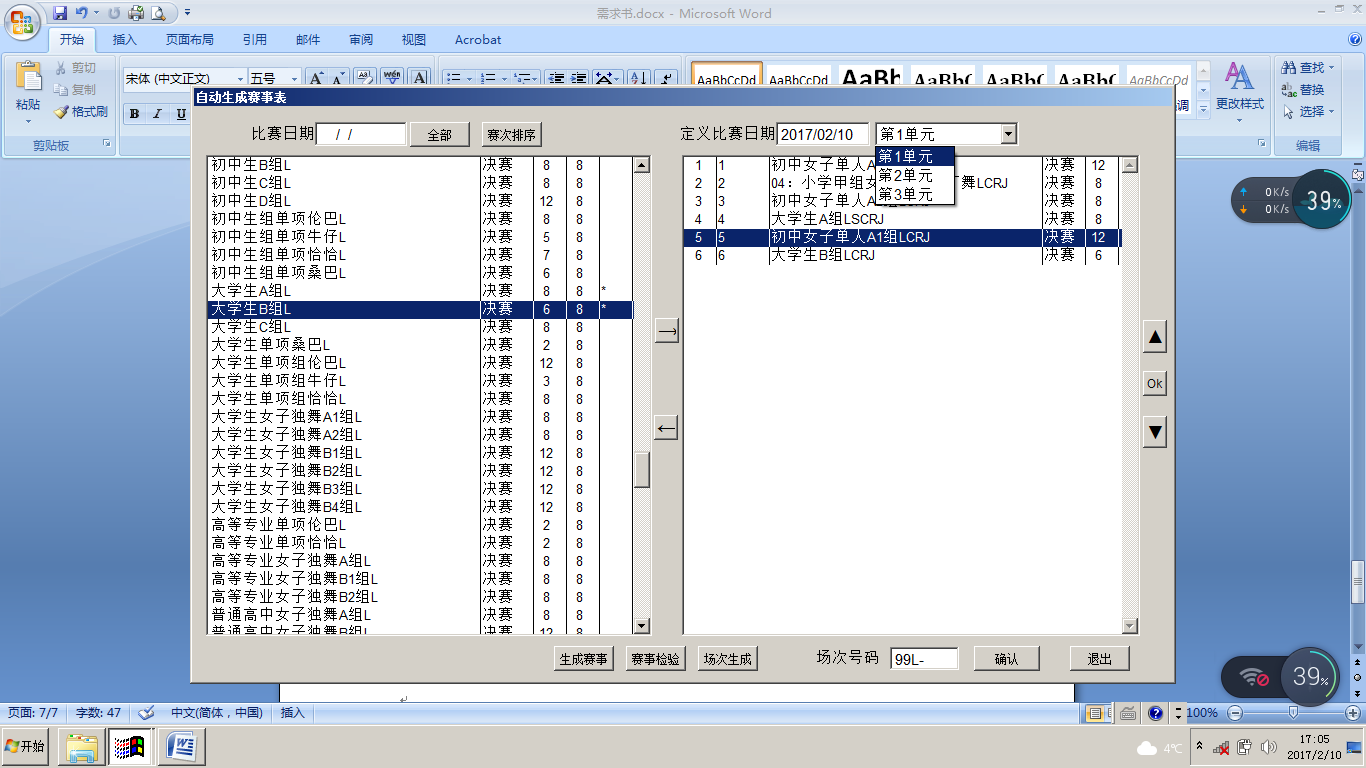 需求书.docx - Microsoft Word
开始 插入 页面布局 引用 邮件 审阅 视图 Acrobat
粘贴 剪切 复制 格式刷
宋体 (中文正文) 五号
AaBbCcDd AaBbCcDd
更改样式
查找 替换 选择
剪贴板
编辑
自动生成赛事表
比赛日期 / / 全部 赛次排序
定义比赛日期 2017/02/10 第1单元
第1单元
第2单元
第3单元
初中生B组L 决赛 8 8
初中生C组L 决赛 8 8
初中生D组L 决赛 12 8
初中生组单项伦巴L 决赛 8 8
初中生组单项牛仔L 决赛 5 8
初中生组单项恰恰L 决赛 7 8
初中生组单项桑巴L 决赛 6 8
大学生A组L 决赛 8 8 *
大学生B组L 决赛 6 8 *
大学生C组L 决赛 8 8
大学生单项桑巴L 决赛 2 8
大学生单项组伦巴L 决赛 12 8
大学生单项组牛仔L 决赛 3 8
大学生单项组恰恰L 决赛 8 8
大学生女子独舞A1组L 决赛 8 8
大学生女子独舞A2组L 决赛 8 8
大学生女子独舞B1组L 决赛 12 8
大学生女子独舞B2组L 决赛 12 8
大学生女子独舞B3组L 决赛 12 8
大学生女子独舞B4组L 决赛 12 8
高等专业单项伦巴L 决赛 2 8
高等专业单项恰恰L 决赛 2 8
高等专业女子独舞A组L 决赛 8 8
高等专业女子独舞B1组L 决赛 8 8
高等专业女子独舞B2组L 决赛 8 8
普通高中女子独舞A组L 决赛 8 8
普通高中女子独舞B组L 决赛 12 8
1 1 初中女子单人A 决赛 12
2 2 04：小学甲组女 舞LCRJ 决赛 8
3 3 初中女子单人A 决赛 8
4 4 大学生A组LSCRJ 决赛 8
5 5 初中女子单人A1组LCRJ 决赛 12
6 6 大学生B组LCRJ 决赛 6
→
←
▲
Ok
▼
生成赛事 赛事检验 场次生成
场次号码 99L- 确认 退出
0K/s
0K/s
39%
39%
页面: 7/7 字数: 47 中文(简体，中国) 插入
100%
开始
4℃
17:05
2017/2/10